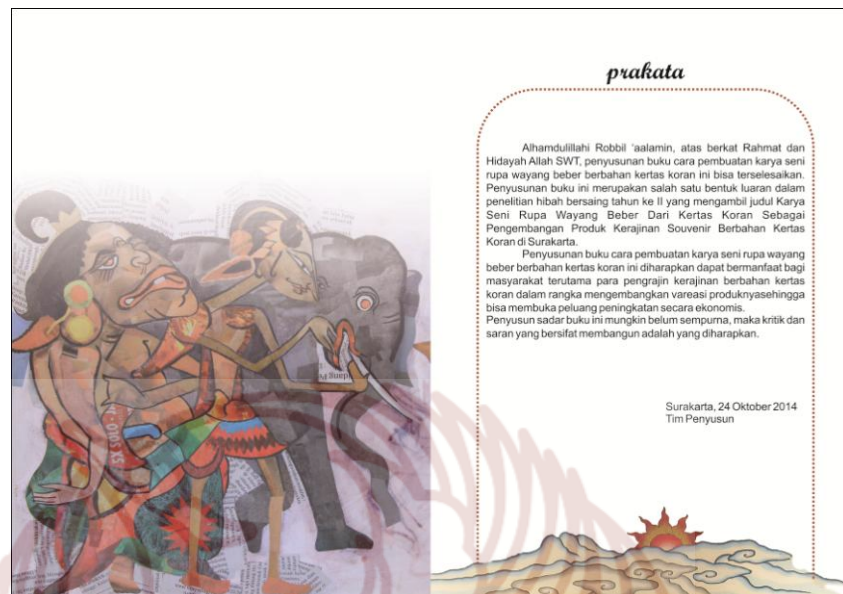 prakata
Alhamdulillahi Robbil ‘aalamin, atas berkat Rahmat dan
Hidayah Allah SWT, penyusunan buku cara pembuatan karya seni
rupa wayang beber berbahan kertas koran ini bisa terselesaikan.
Penyusunan buku ini merupakan salah satu bentuk luaran dalam
penelitian hibah bersaing tahun ke II yang mengambil judul Karya
Seni Rupa Wayang Beber Dari Kertas Koran Sebagai
Pengembangan Produk Kerajinan Souvenir Berbahan Kertas
Koran di Surakarta.
Penyusunan buku cara pembuatan karya seni rupa wayang
beber berbahan kertas koran ini diharapkan dapat bermanfaat bagi
masyarakat terutama para pengrajin kerajinan berbahan kertas
koran dalam rangka mengembangkan vareasi produknyasehingga
bisa membuka peluang peningkatan secara ekonomis.
Penyusun sadar buku ini mungkin belum sempurna, maka kritik dan
saran yang bersifat membangun adalah yang diharapkan.
Surakarta, 24 Oktober 2014
Tim Penyusun